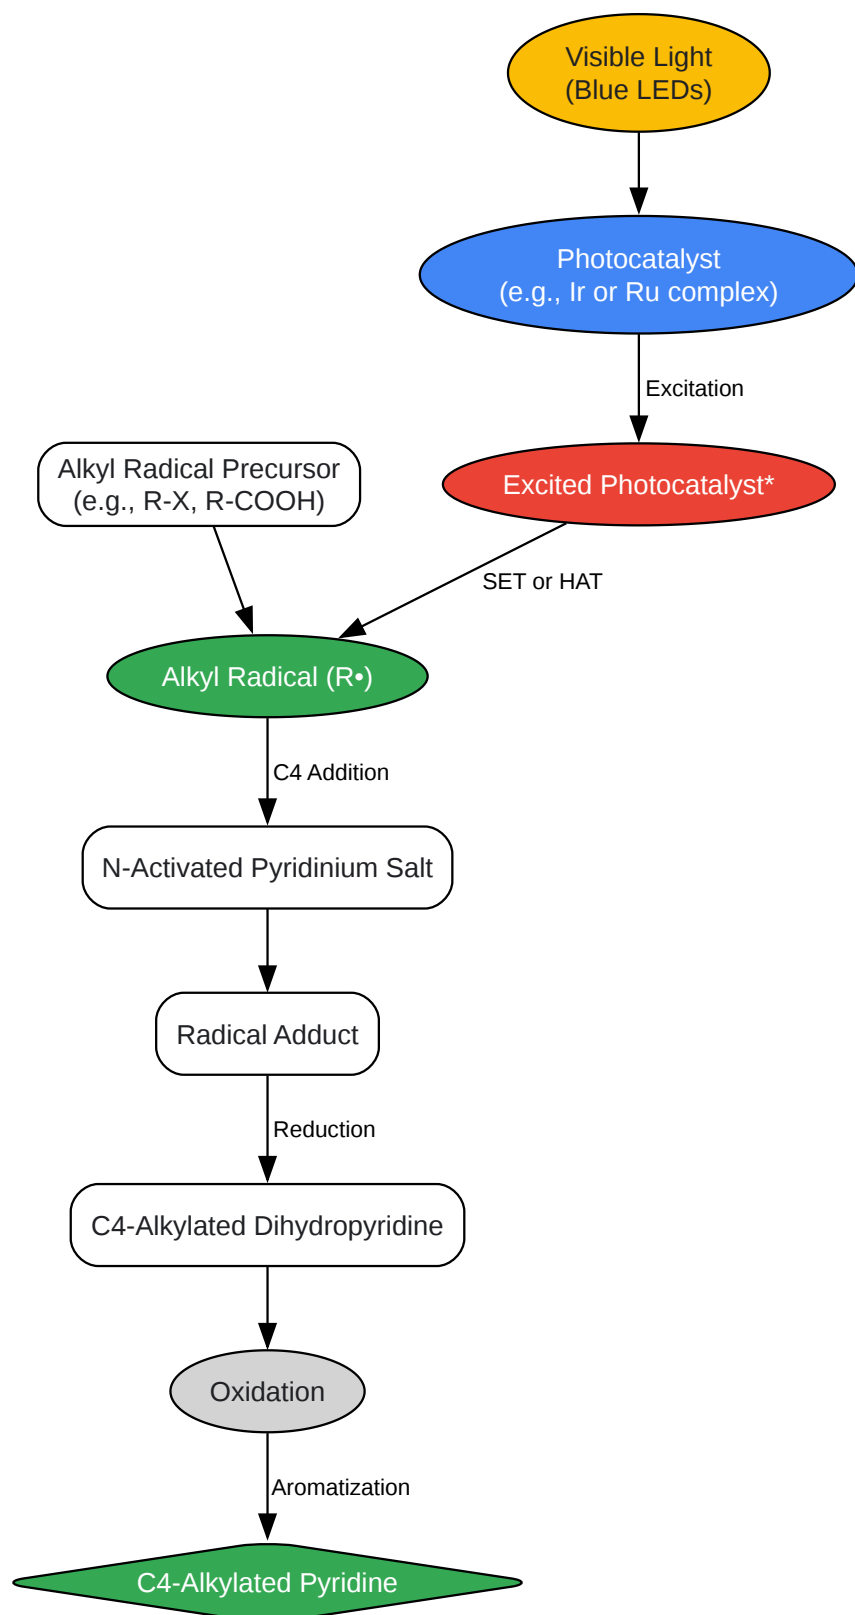 Visible Light
(Blue LEDs)
Photocatalyst
(e.g., Ir or Ru complex)
Excitation
Alkyl Radical Precursor
(e.g., R-X, R-COOH)
Excited Photocatalyst*
SET or HAT
Alkyl Radical (R•)
C4 Addition
N-Activated Pyridinium Salt
Radical Adduct
Reduction
C4-Alkylated Dihydropyridine
Oxidation
Aromatization
C4-Alkylated Pyridine